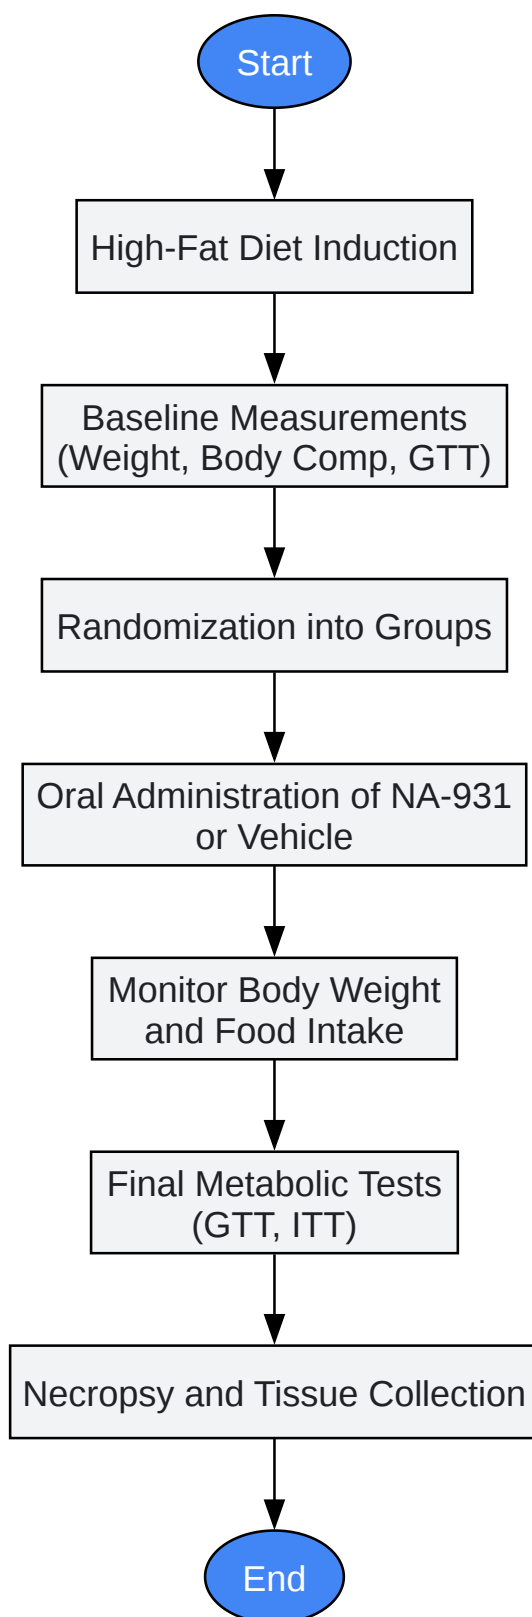 Start
High-Fat Diet Induction
Baseline Measurements
(Weight, Body Comp, GTT)
Randomization into Groups
Oral Administration of NA-931
or Vehicle
Monitor Body Weight
and Food Intake
Final Metabolic Tests
(GTT, ITT)
Necropsy and Tissue Collection
End